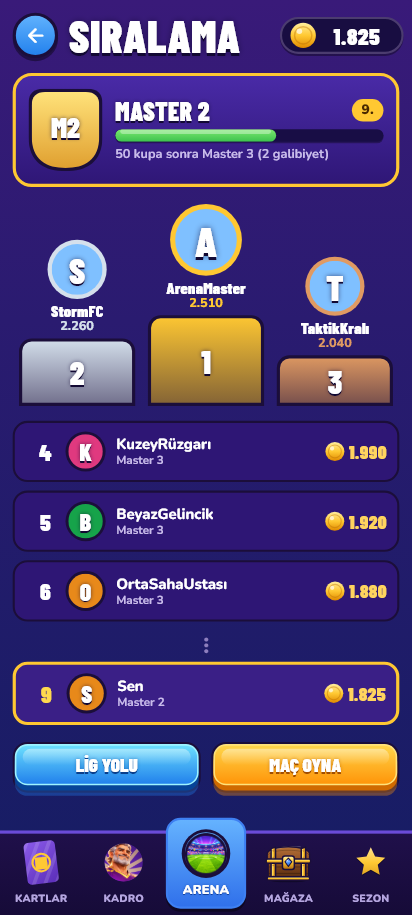 SIRALAMA
1.825
M2
MASTER 2
9.
50 kupa sonra Master 3 (2 galibiyet)
A
ArenaMaster
2.510
S
StormFC
2.260
T
TaktikKralı
2.040
2
1
3
4 K KuzeyRüzgarı 1.990
Master 3
5 B BeyazGelincik 1.920
Master 3
6 O OrtaSahaUstası 1.880
Master 3
9 S Sen 1.825
Master 2
LİG YOLU
MAÇ OYNA
KARTLAR
KADRO
ARENA
MAĞAZA
SEZON